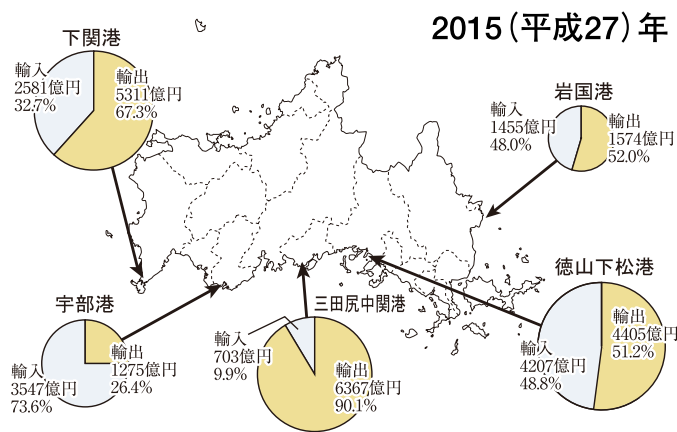 2015（平成27）年
下関港
輸入
2581億円
32.7%
輸出
5311億円
67.3%
岩国港
輸入
1455億円
48.0%
輸出
1574億円
52.0%
宇部港
輸入
3547億円
73.6%
輸出
1275億円
26.4%
三田尻中関港
輸入
703億円
9.9%
輸出
6367億円
90.1%
徳山下松港
輸入
4207億円
48.8%
輸出
4405億円
51.2%